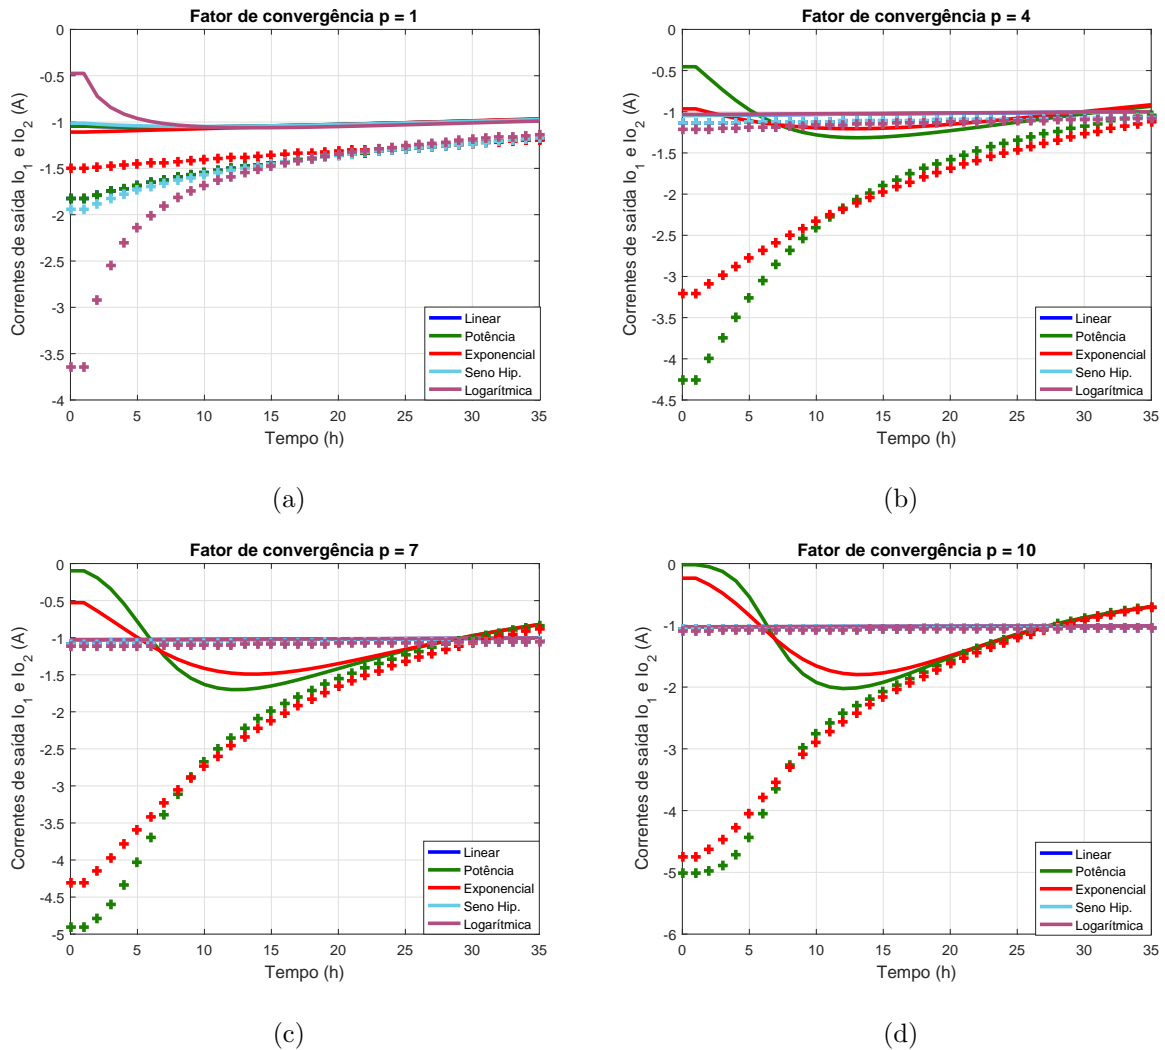 Fator de convergência p = 1
Correntes de saída Io1 e Io2 (A)
0
-0.5
-1
-1.5
-2
-2.5
-3
-3.5
-4
0 5 10 15 20 25 30 35
Tempo (h)
Linear
Potência
Exponencial
Seno Hip.
Logarítmica
(a)
Fator de convergência p = 4
Correntes de saída Io1 e Io2 (A)
0
-0.5
-1
-1.5
-2
-2.5
-3
-3.5
-4
-4.5
0 5 10 15 20 25 30 35
Tempo (h)
Linear
Potência
Exponencial
Seno Hip.
Logarítmica
(b)
Fator de convergência p = 7
Correntes de saída Io1 e Io2 (A)
0
-0.5
-1
-1.5
-2
-2.5
-3
-3.5
-4
-4.5
-5
0 5 10 15 20 25 30 35
Tempo (h)
Linear
Potência
Exponencial
Seno Hip.
Logarítmica
(c)
Fator de convergência p = 10
Correntes de saída Io1 e Io2 (A)
0
-1
-2
-3
-4
-5
-6
0 5 10 15 20 25 30 35
Tempo (h)
Linear
Potência
Exponencial
Seno Hip.
Logarítmica
(d)